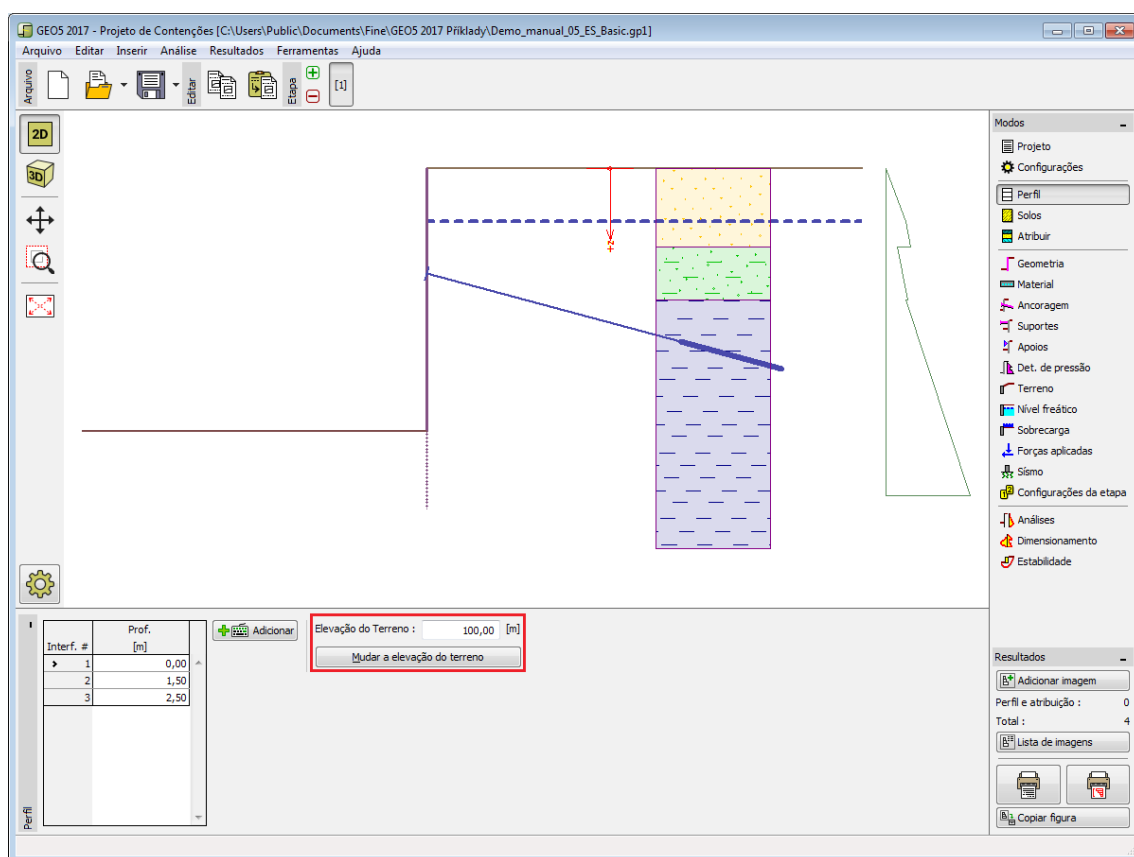 GEO5 2017 - Projeto de Contenções [C:\Users\Public\Documents\Fine\GEO5 2017 Příklady\Demo_manual_05_ES_Basic.gp1]
Arquivo Editar Inserir Análise Resultados Ferramentas Ajuda
Arquivo
Editar
Etapa
[1]
2D
3D
+z
Modos
Projeto
Configurações
Perfil
Solos
Atribuir
Geometria
Material
Ancoragem
Suportes
Apoios
Det. de pressão
Terreno
Nível freático
Sobrecarga
Forças aplicadas
Sísmo
Configurações da etapa
Análises
Dimensionamento
Estabilidade
Perfil
Interf. # Prof. [m]
1 0,00
2 1,50
3 2,50
Adicionar
Elevação do Terreno : 100,00 [m]
Mudar a elevação do terreno
Resultados
Adicionar imagem
Perfil e atribuição : 0
Total : 4
Lista de imagens
Copiar figura